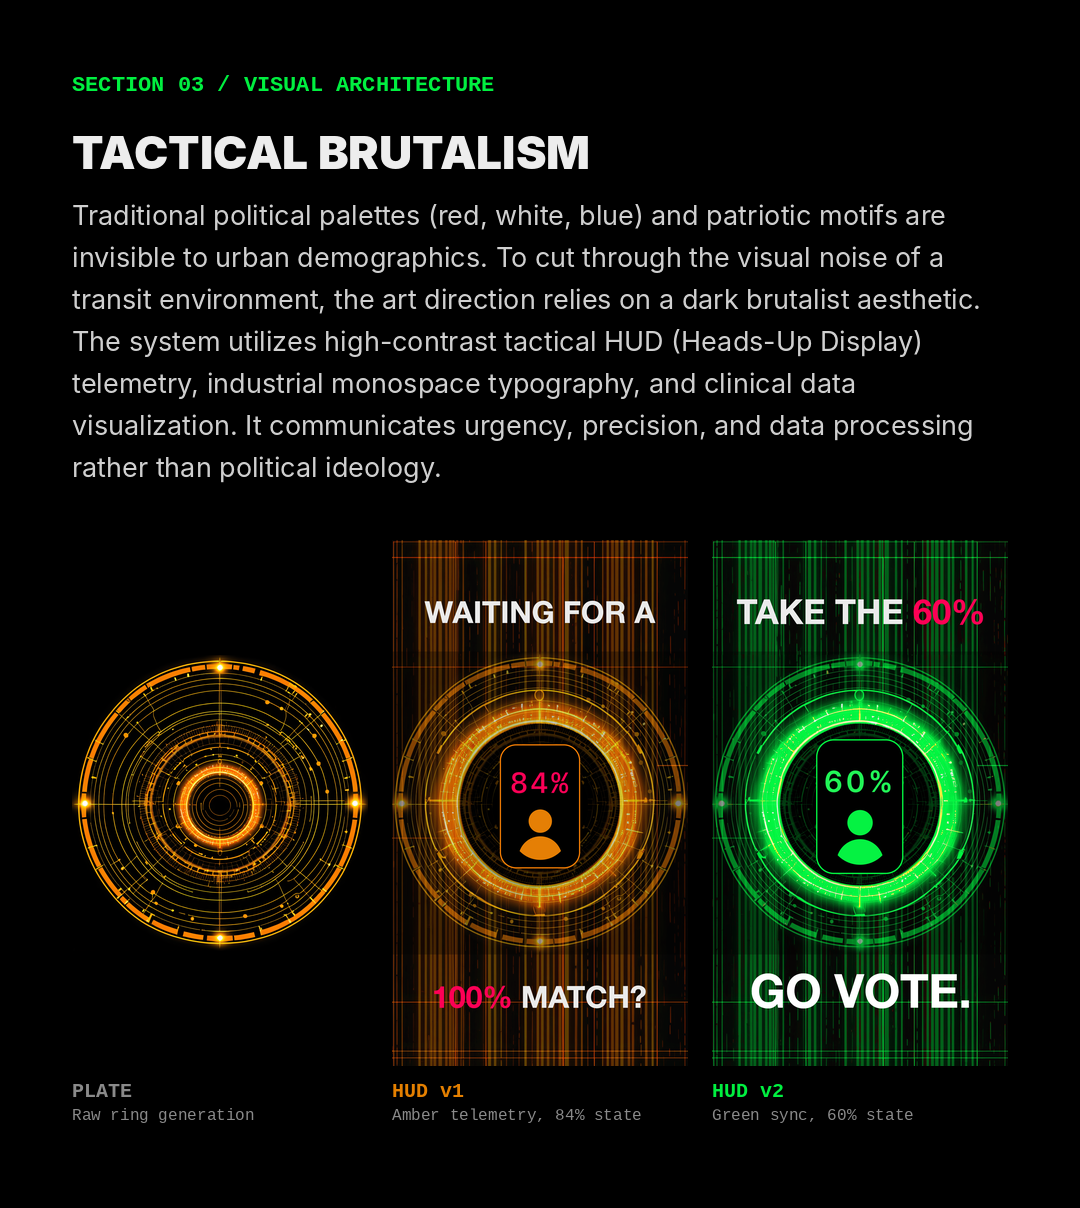 SECTION 03 / VISUAL ARCHITECTURE
TACTICAL BRUTALISM
Traditional political palettes (red, white, blue) and patriotic motifs are
invisible to urban demographics. To cut through the visual noise of a
transit environment, the art direction relies on a dark brutalist aesthetic.
The system utilizes high-contrast tactical HUD (Heads-Up Display)
telemetry, industrial monospace typography, and clinical data
visualization. It communicates urgency, precision, and data processing
rather than political ideology.
WAITING FOR A
84%
100% MATCH?
TAKE THE 60%
60%
GO VOTE.
PLATE
Raw ring generation
HUD v1
Amber telemetry, 84% state
HUD v2
Green sync, 60% state